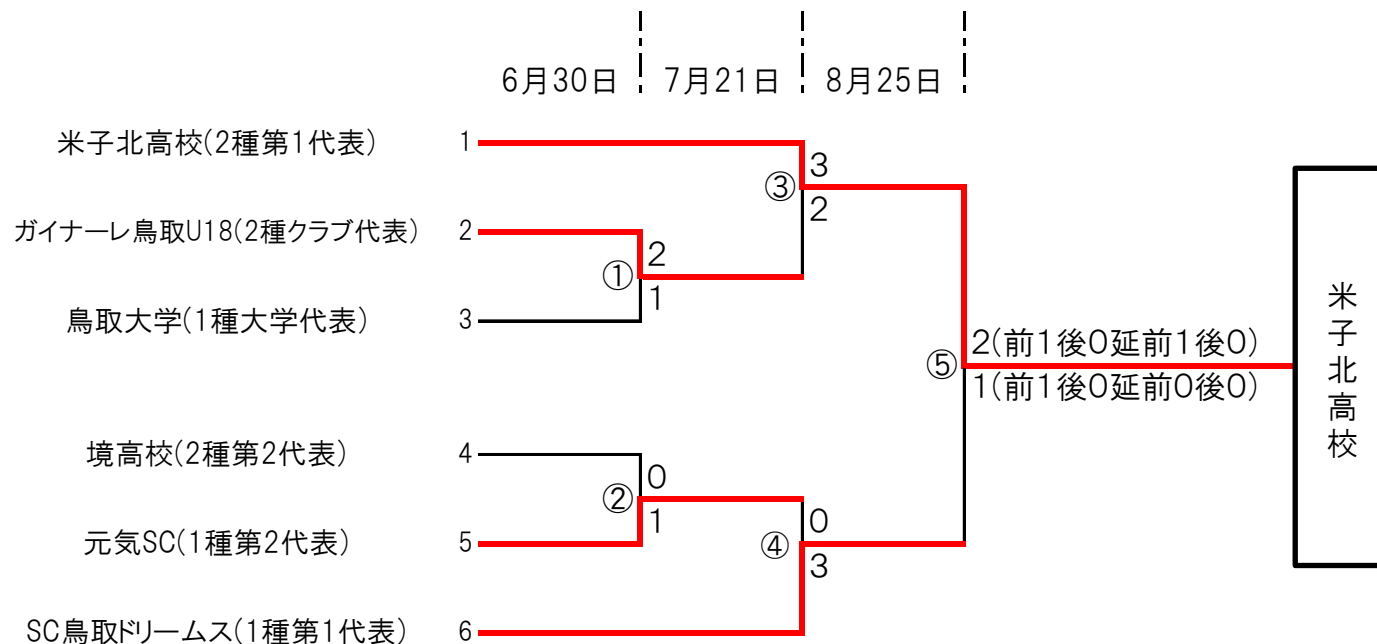 6月30日 7月21日 8月25日
米子北高校(2種第1代表) 1
3
③
2
ガイナーレ鳥取U18(2種クラブ代表) 2
2
①
1
鳥取大学(1種大学代表) 3
2(前1後0延前1後0)
⑤
1(前1後0延前0後0)
米子北高校
境高校(2種第2代表) 4
0
②
1
元気SC(1種第2代表) 5
0
④
3
SC鳥取ドリームス(1種第1代表) 6